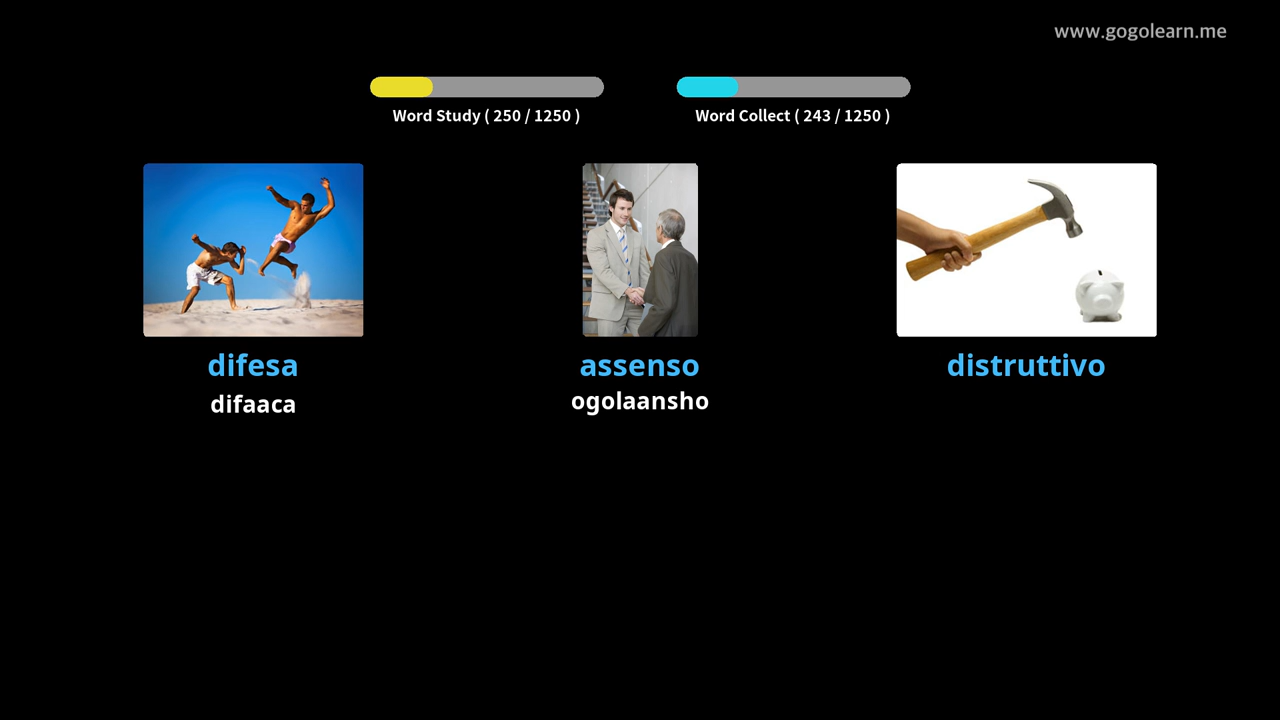 www.gogolearn.me
Word Study ( 250 / 1250 )
Word Collect ( 243 / 1250 )
difesa
difaaca
assenso
ogolaansho
distruttivo